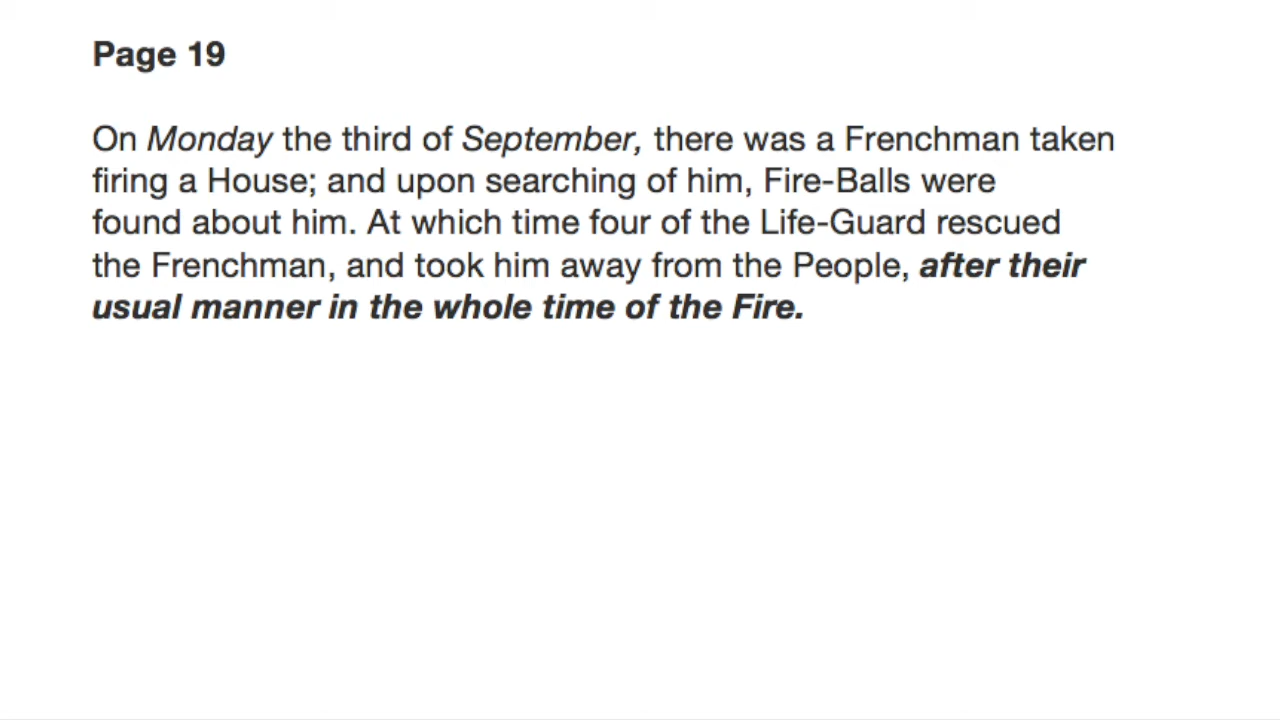 Page 19
On Monday the third of September, there was a Frenchman taken
firing a House; and upon searching of him, Fire-Balls were
found about him. At which time four of the Life-Guard rescued
the Frenchman, and took him away from the People, after their
usual manner in the whole time of the Fire.